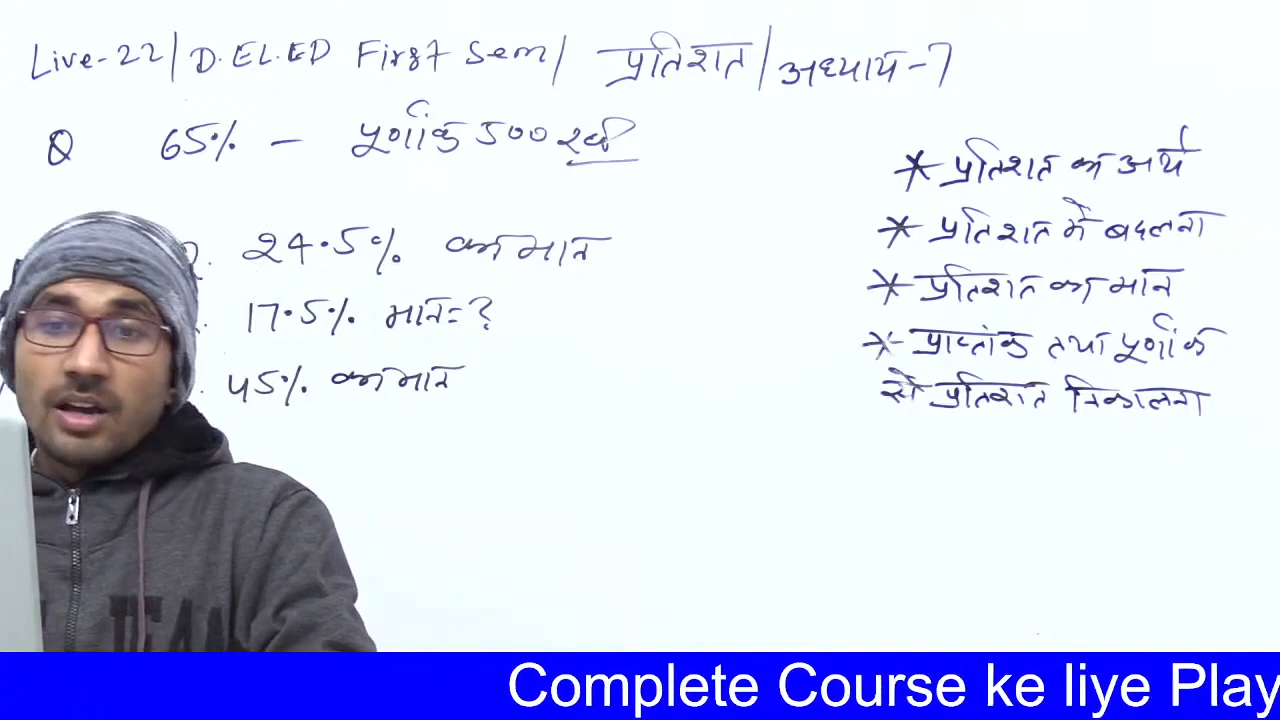 Live-22/ D.EL.ED First Sem/ प्रतिशत/अध्याय-7
Q 65% - पूर्णांक 500
24.5% का मान
17.5% मान=?
45% का मान
* प्रतिशत का अर्थ
* प्रतिशत में बदलना
* प्रतिशत का मान
* प्राप्तांक तथा पूर्णांक
से प्रतिशत निकालना
Complete Course ke liye Play